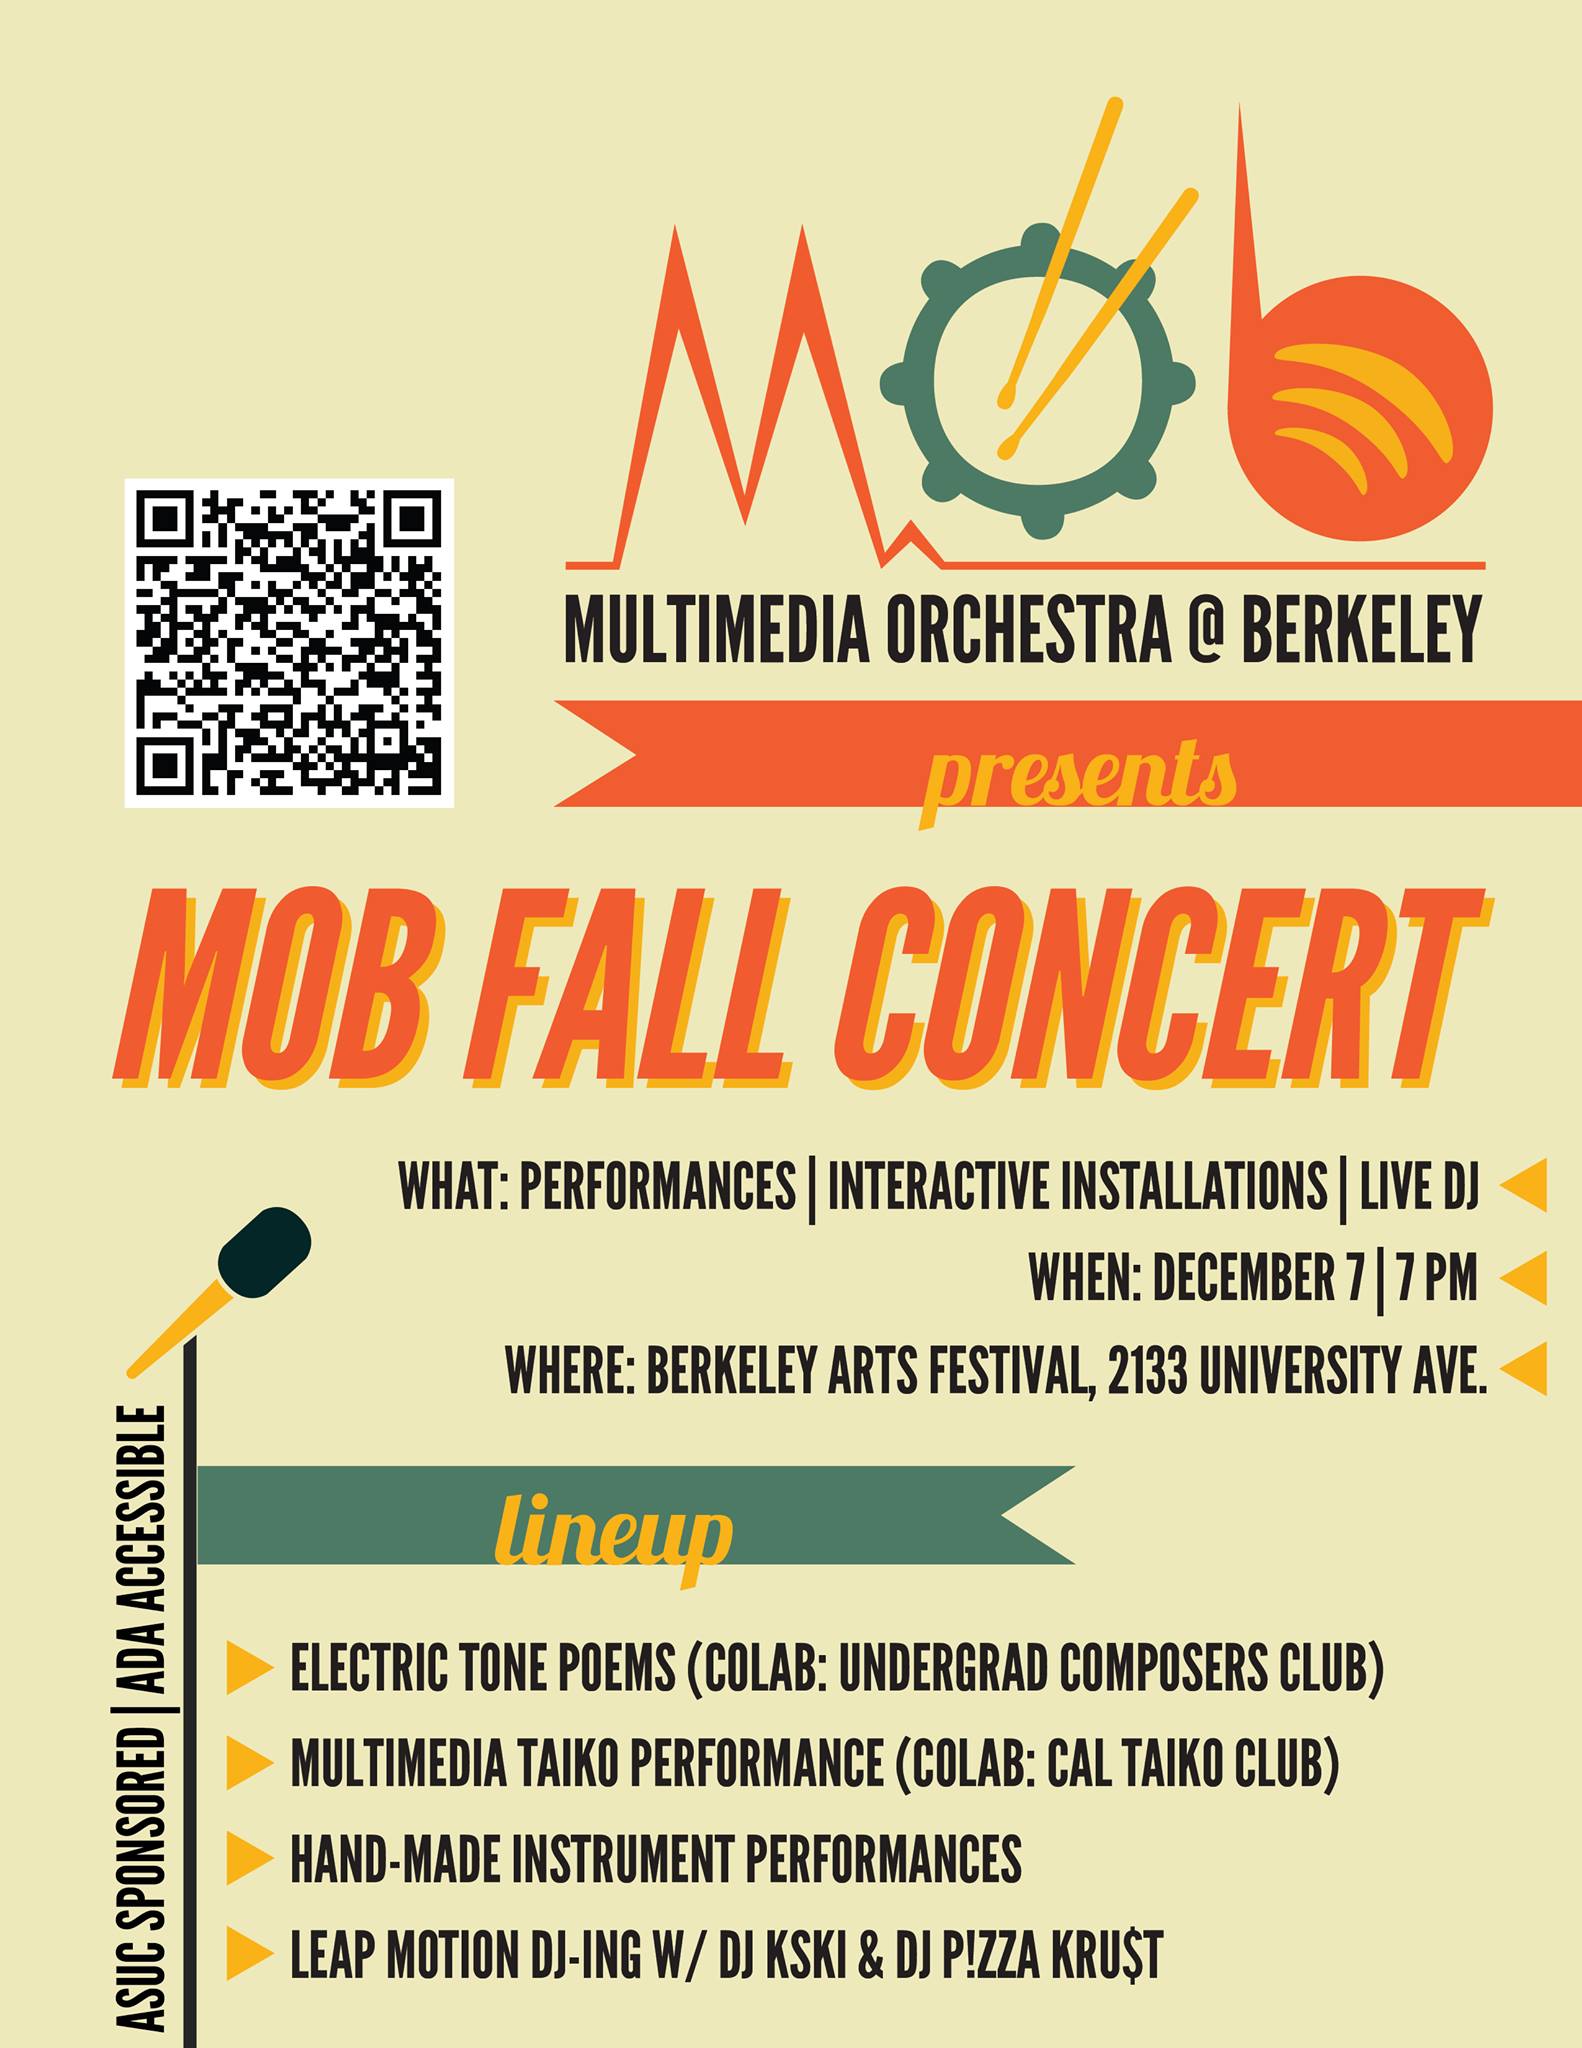 MOb
MULTIMEDIA ORCHESTRA @ BERKELEY
presents
MOB FALL CONCERT
WHAT: PERFORMANCES | INTERACTIVE INSTALLATIONS | LIVE DJ
WHEN: DECEMBER 7 | 7 PM
WHERE: BERKELEY ARTS FESTIVAL, 2133 UNIVERSITY AVE.
ASUC SPONSORED | ADA ACCESSIBLE
lineup
ELECTRIC TONE POEMS (COLAB: UNDERGRAD COMPOSERS CLUB)
MULTIMEDIA TAIKO PERFORMANCE (COLAB: CAL TAIKO CLUB)
HAND-MADE INSTRUMENT PERFORMANCES
LEAP MOTION DJ-ING W/ DJ KSKI & DJ P!ZZA KRU$T